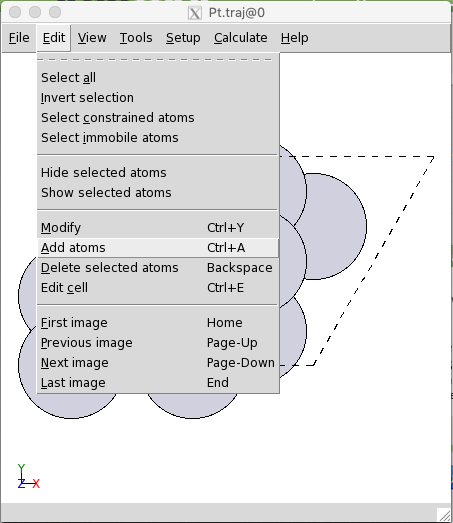 Pt.traj@0
File Edit View Tools Setup Calculate Help
Select all
Invert selection
Select constrained atoms
Select immobile atoms
Hide selected atoms
Show selected atoms
Modify Ctrl+Y
Add atoms Ctrl+A
Delete selected atoms Backspace
Edit cell Ctrl+E
First image Home
Previous image Page-Up
Next image Page-Down
Last image End
Y
Z X